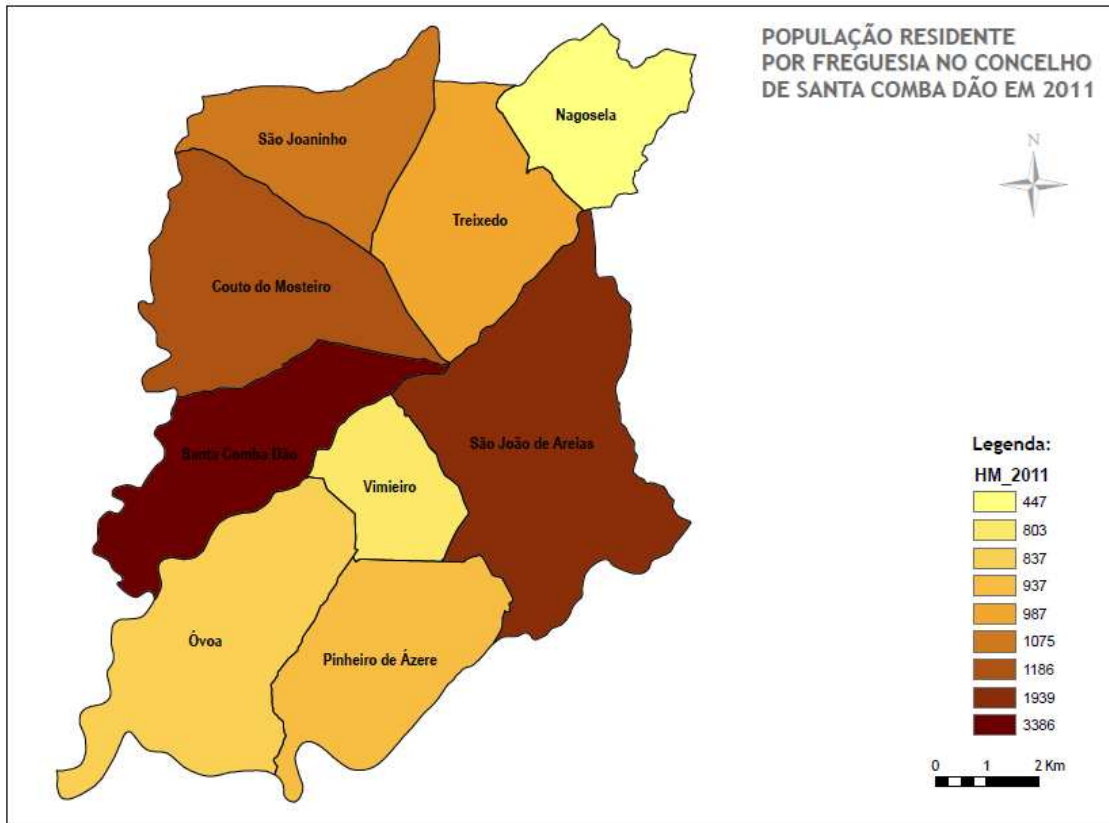 POPULAÇÃO RESIDENTE
POR FREGUESIA NO CONCELHO
DE SANTA COMBA DÃO EM 2011
N
Nagosela
São Joaninho
Treixedo
Couto do Mosteiro
Santa Comba Dão
São João de Areias
Vimieiro
Óvoa
Pinheiro de Ázere
Legenda:
HM_2011
447
803
837
937
987
1075
1186
1939
3386
0 1 2 Km